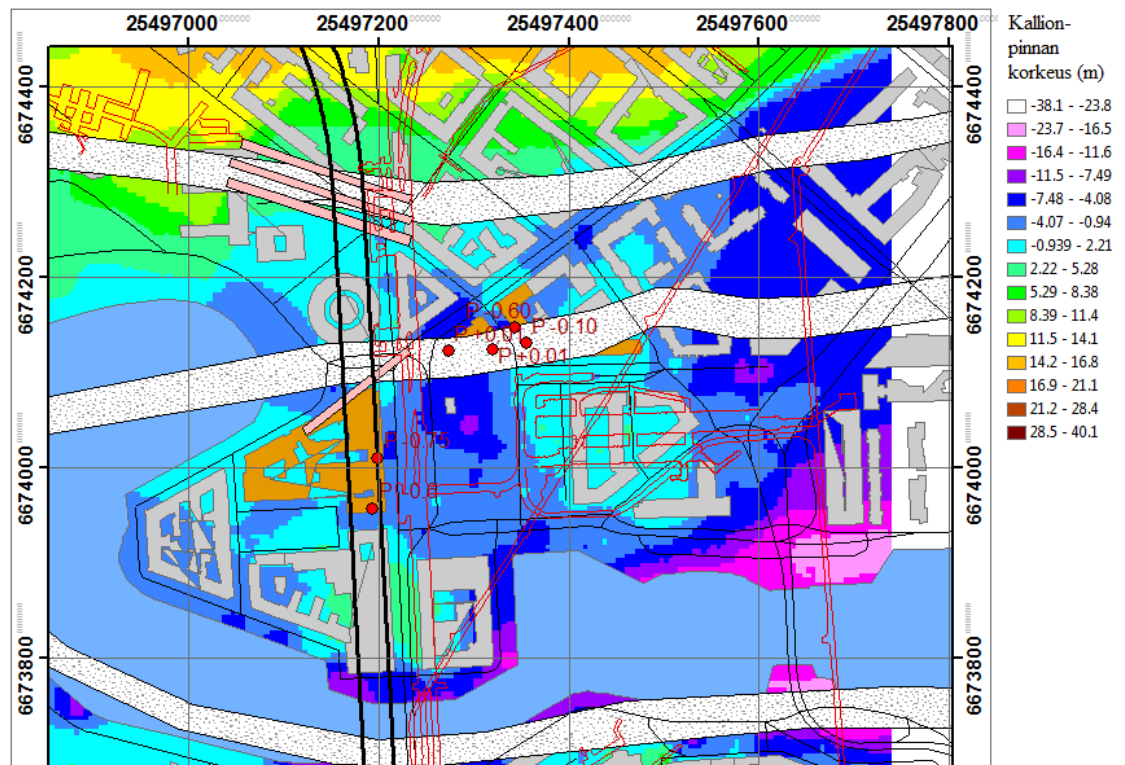 25497000 25497200 25497400 25497600 25497800
Kallion-
pinnan
korkeus (m)
-38.1 - -23.8
-23.7 - -16.5
-16.4 - -11.6
-11.5 - -7.49
-7.48 - -4.08
-4.07 - -0.94
-0.939 - 2.21
2.22 - 5.28
5.29 - 8.38
8.39 - 11.4
11.5 - 14.1
14.2 - 16.8
16.9 - 21.1
21.2 - 28.4
28.5 - 40.1
6674400
6674400
6674200
6674200
P -0.60
P -0.10
P +0.01
P +0.01
P -0.75
6674000
6674000
6673800
6673800